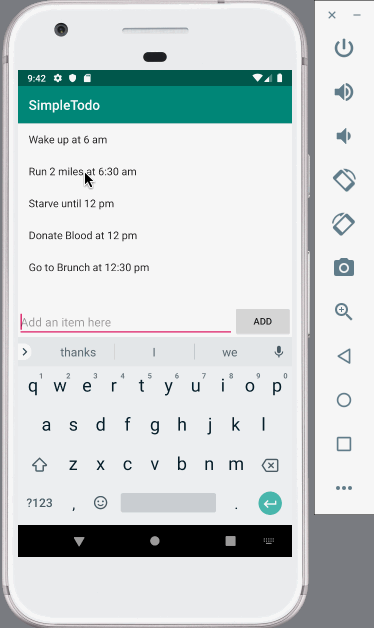 9:42
SimpleTodo
Wake up at 6 am
Run 2 miles at 6:30 am
Starve until 12 pm
Donate Blood at 12 pm
Go to Brunch at 12:30 pm
Add an item here
ADD
thanks I we
1 2 3 4 5 6 7 8 9 0
q w e r t y u i o p
a s d f g h j k l
z x c v b n m
?123 , .